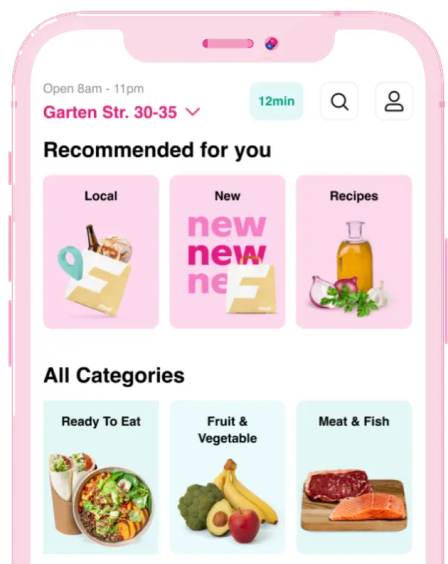 Open 8am - 11pm
Garten Str. 30-35
12min
Recommended for you
Local
New
Recipes
new
new
ne
F
F
All Categories
Ready To Eat
Fruit &
Vegetable
Meat & Fish